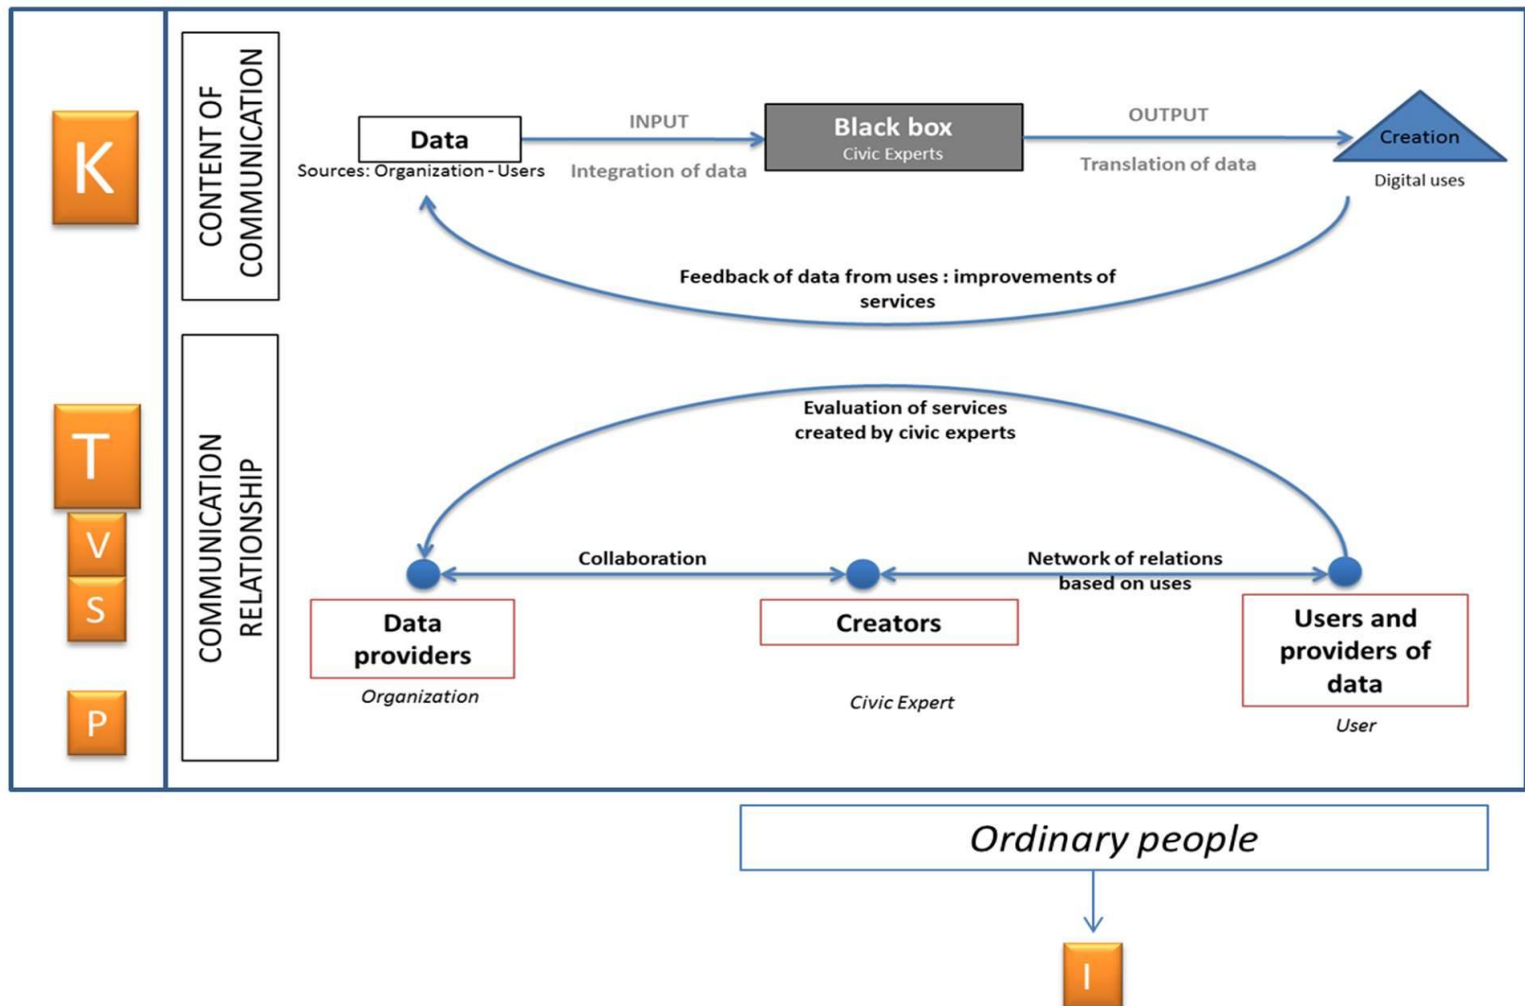 K
CONTENT OF
COMMUNICATION
Data
Sources: Organization - Users
INPUT
Integration of data
Black box
Civic Experts
OUTPUT
Translation of data
Creation
Digital uses
Feedback of data from uses : improvements of
services
T
V
S
P
COMMUNICATION
RELATIONSHIP
Evaluation of services
created by civic experts
Collaboration
Network of relations
based on uses
Data
providers
Organization
Creators
Civic Expert
Users and
providers of
data
User
Ordinary people
I